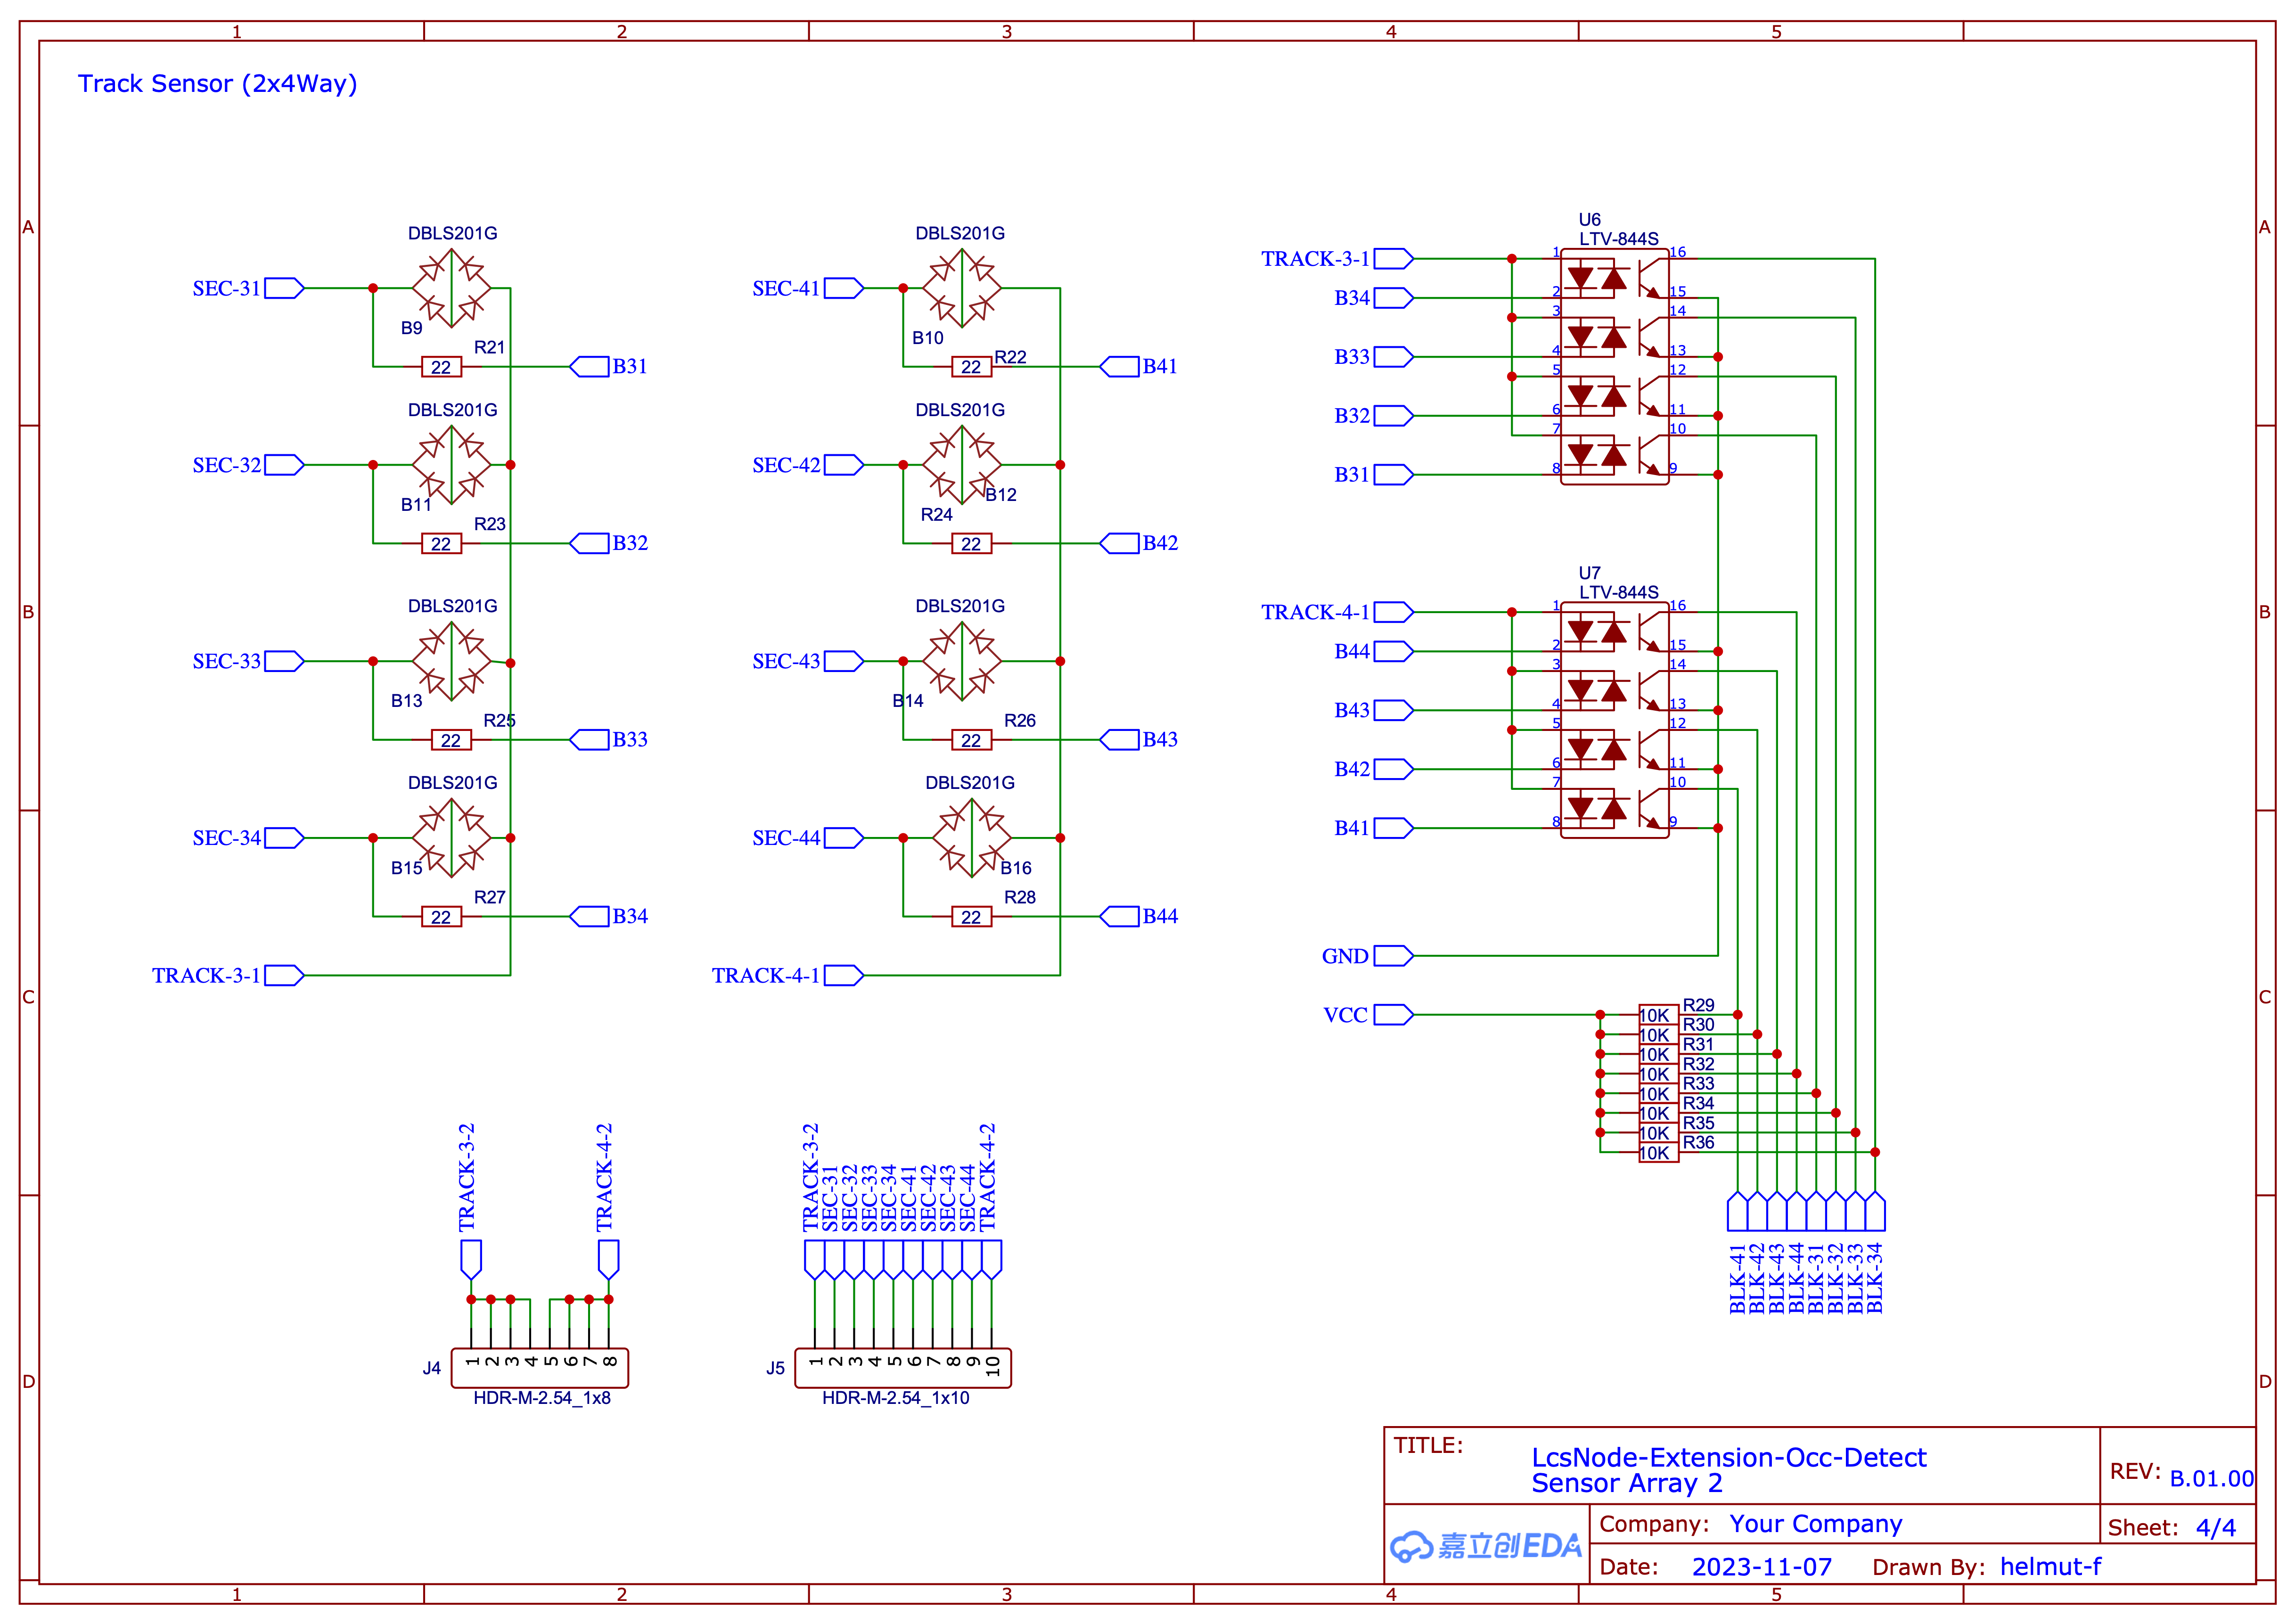 1 2 3 4 5
Track Sensor (2x4Way)
A
B
C
D
A
B
C
D
DBLS201G
SEC-31
B9
R21
22
B31
DBLS201G
SEC-32
B11
R23
22
B32
DBLS201G
SEC-33
B13
R25
22
B33
DBLS201G
SEC-34
B15
R27
22
B34
TRACK-3-1
DBLS201G
SEC-41
B10
R22
22
B41
DBLS201G
SEC-42
B12
R24
22
B42
DBLS201G
SEC-43
B14
R26
22
B43
DBLS201G
SEC-44
B16
R28
22
B44
TRACK-4-1
U6
LTV-844S
TRACK-3-1
B34
B33
B32
B31
1
2
3
4
5
6
7
8
16
15
14
13
12
11
10
9
U7
LTV-844S
TRACK-4-1
B44
B43
B42
B41
1
2
3
4
5
6
7
8
16
15
14
13
12
11
10
9
GND
VCC
10K R29
10K R30
10K R31
10K R32
10K R33
10K R34
10K R35
10K R36
BLK-41
BLK-42
BLK-43
BLK-44
BLK-31
BLK-32
BLK-33
BLK-34
TRACK-3-2
TRACK-4-2
J4
1 2 3 4 5 6 7 8
HDR-M-2.54_1x8
TRACK-3-2
SEC-31
SEC-32
SEC-33
SEC-34
SEC-41
SEC-42
SEC-43
SEC-44
TRACK-4-2
J5
1 2 3 4 5 6 7 8 9 10
HDR-M-2.54_1x10
TITLE:
LcsNode-Extension-Occ-Detect
Sensor Array 2
REV: B.01.00
嘉立创EDA
Company: Your Company
Sheet: 4/4
Date: 2023-11-07 Drawn By: helmut-f
1 2 3 4 5